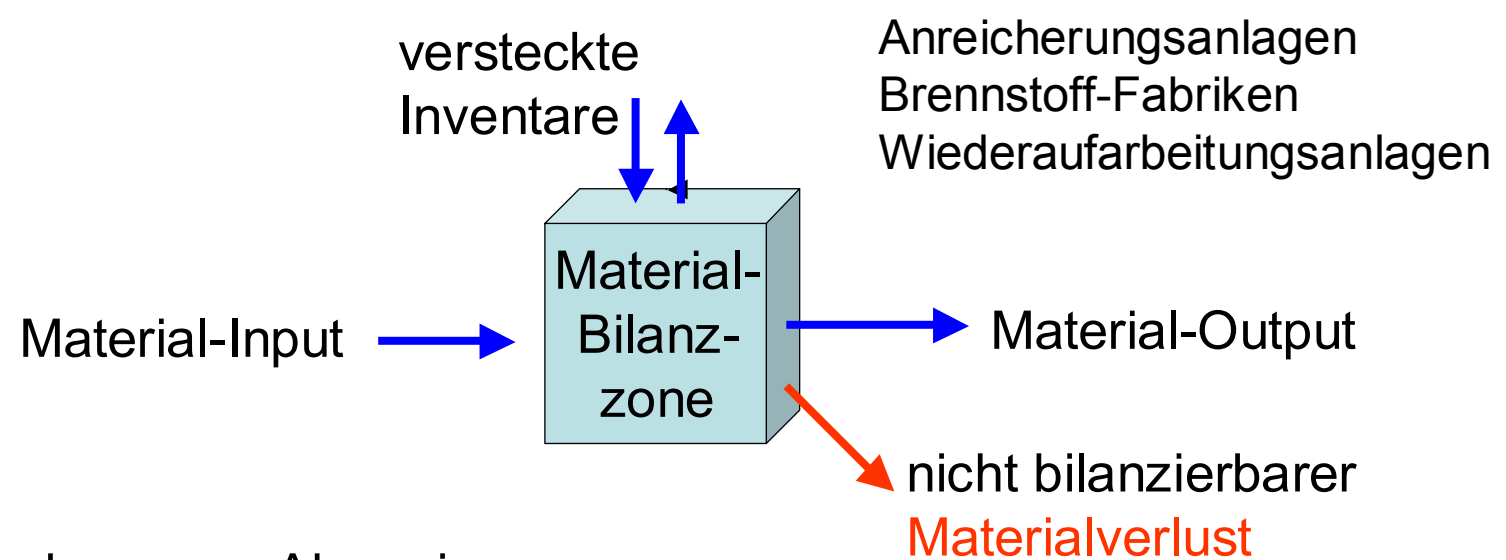 versteckte
Inventare
Anreicherungsanlagen
Brennstoff-Fabriken
Wiederaufarbeitungsanlagen
Material-Input
Material-
Bilanz-
zone
Material-Output
nicht bilanzierbarer
Materialverlust